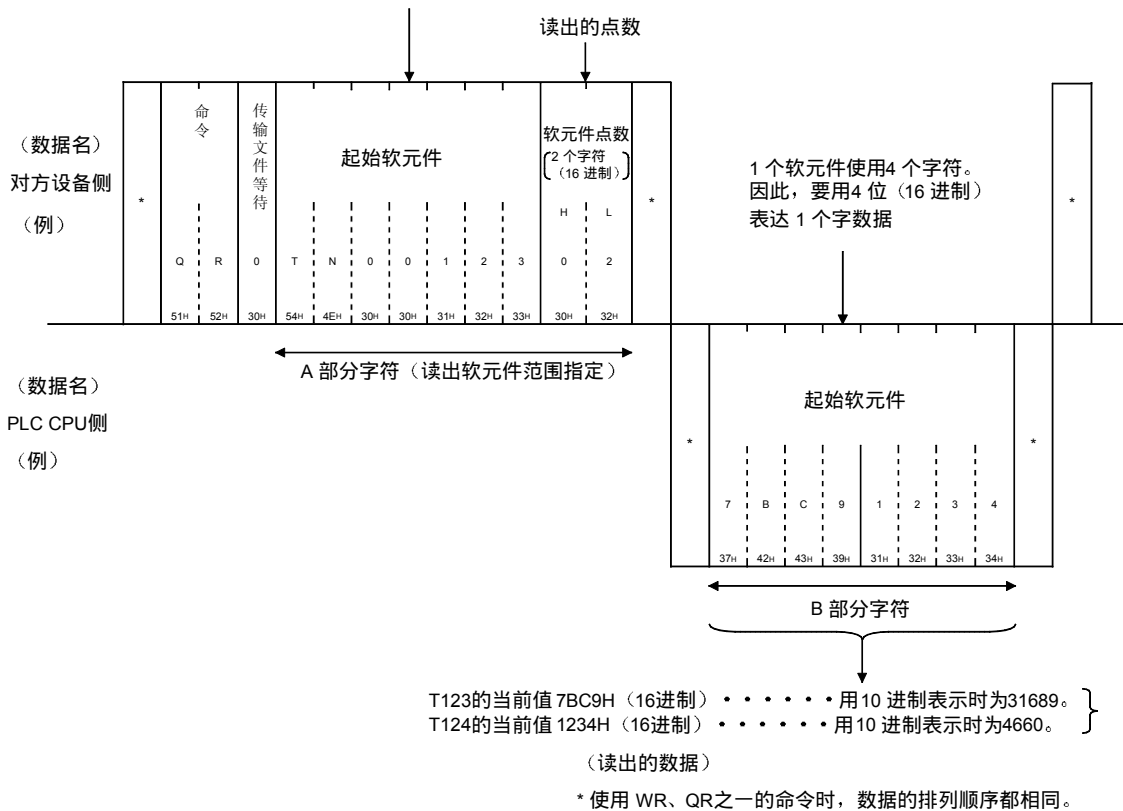 读出的点数
(数据名)
对方设备侧
(例)
*
命令
传输文件等待
起始软元件
软元件点数
2 个字符
(16 进制)
H L
*
Q R 0 T N 0 0 1 2 3 0 2
51H 52H 30H 54H 4EH 30H 30H 31H 32H 33H 30H 32H
1 个软元件使用4 个字符。
因此，要用4 位（16 进制）
表达 1 个字数据
*
A 部分字符（读出软元件范围指定）
（数据名）
PLC CPU侧
（例）
*
起始软元件
*
7 B C 9 1 2 3 4
37H 42H 43H 39H 31H 32H 33H 34H
B 部分字符
T123的当前值 7BC9H（16进制）・・・・・・用10 进制表示时为31689。
T124的当前值 1234H（16进制）・・・・・・用10 进制表示时为4660。
（读出的数据）
* 使用 WR、QR之一的命令时，数据的排列顺序都相同。